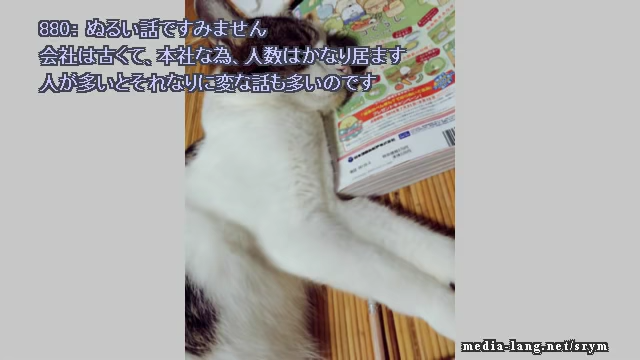 880: ぬるい話ですみません
会社は古くて、本社な為、人数はかなり居ます
人が多いとそれなりに変な話も多いのです
media-lang.net/srym